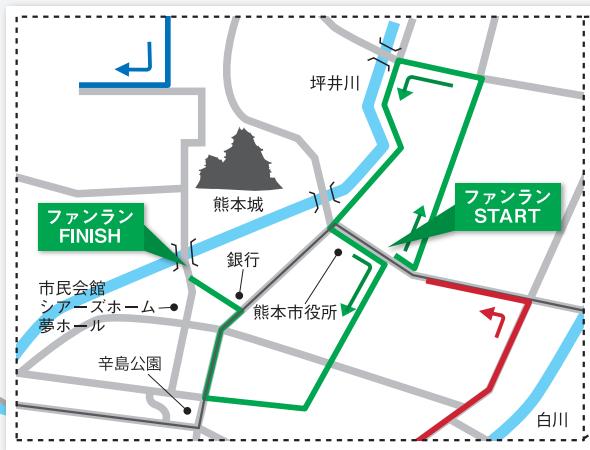 坪井川
ファンラン
START
熊本城
ファンラン
FINISH
銀行
市民会館
シアーズホーム
夢ホール
熊本市役所
辛島公園
白川